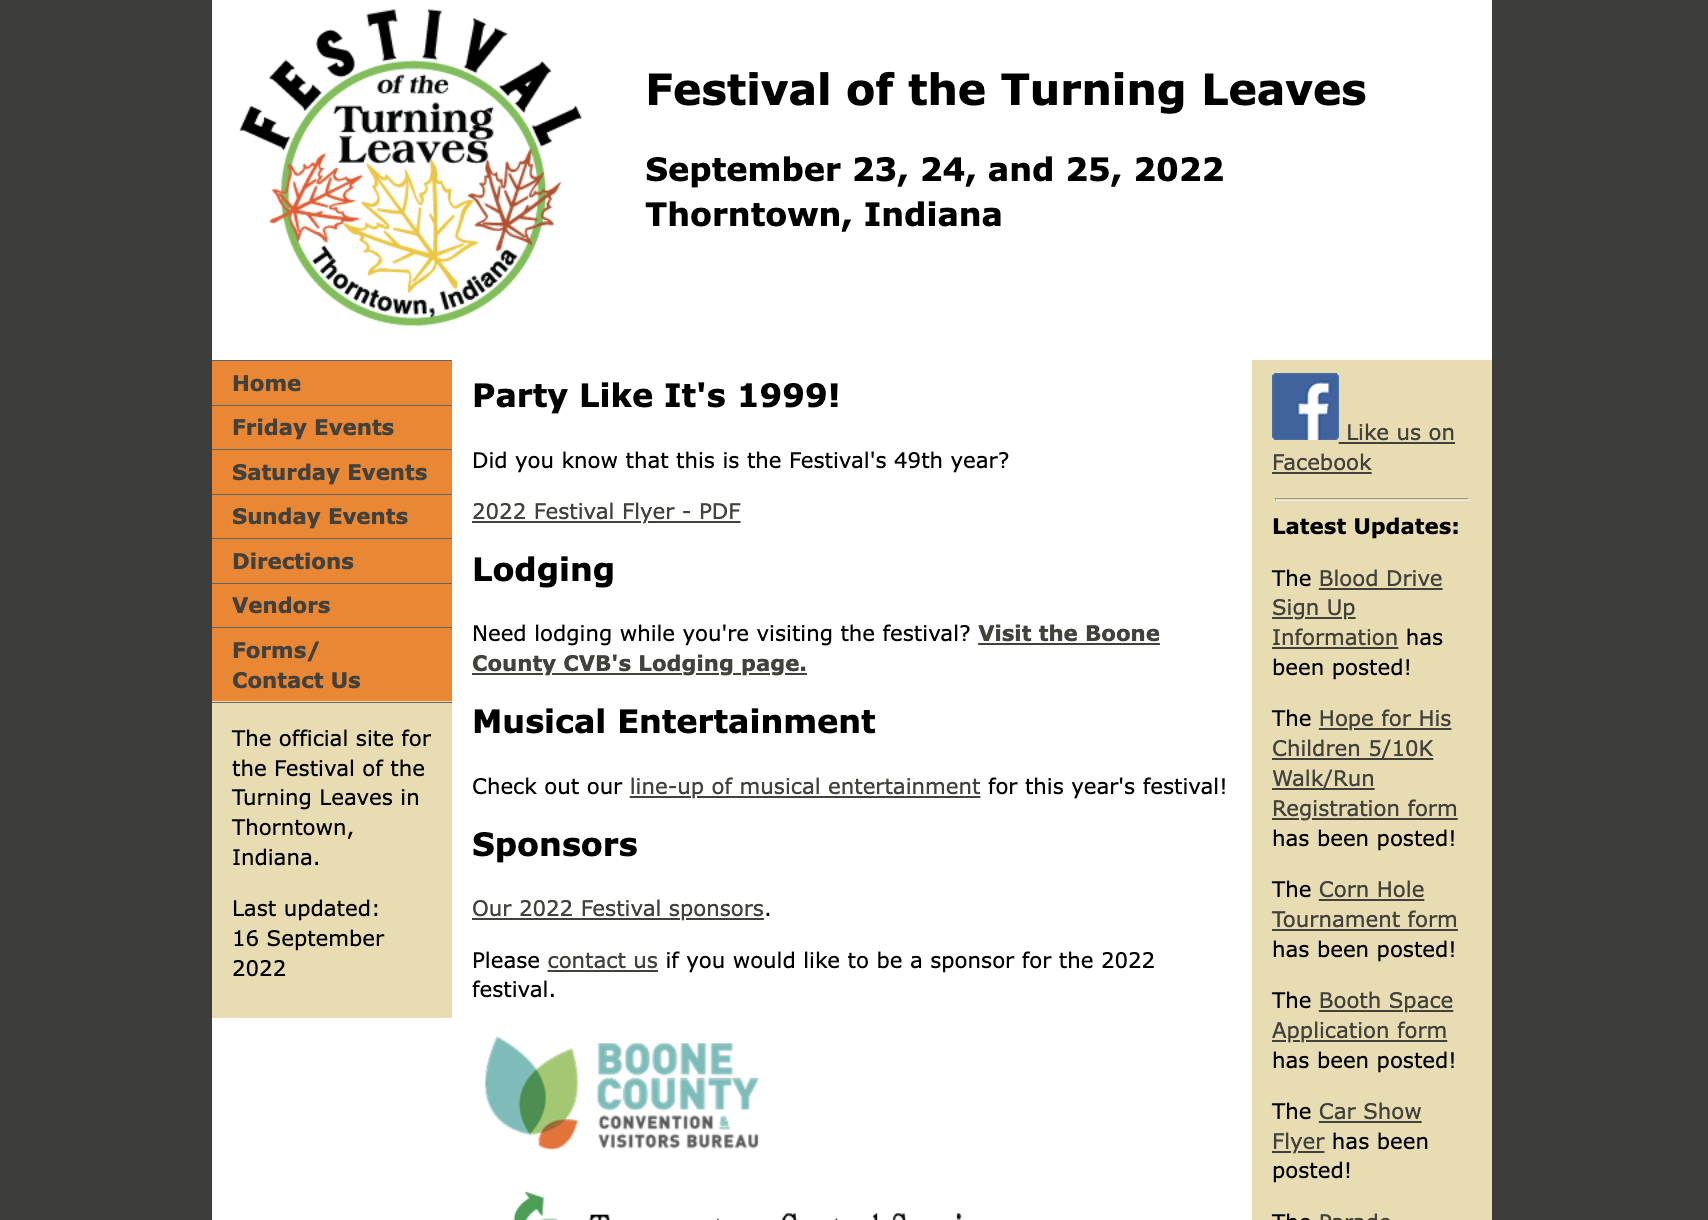 FESTIVAL
of the
Turning
Leaves
Thorntown, Indiana
Festival of the Turning Leaves
September 23, 24, and 25, 2022
Thorntown, Indiana
Home
Friday Events
Saturday Events
Sunday Events
Directions
Vendors
Forms/
Contact Us
The official site for
the Festival of the
Turning Leaves in
Thorntown,
Indiana.
Last updated:
16 September
2022
Party Like It's 1999!
Did you know that this is the Festival's 49th year?
2022 Festival Flyer - PDF
Lodging
Need lodging while you're visiting the festival? Visit the Boone
County CVB's Lodging page.
Musical Entertainment
Check out our line-up of musical entertainment for this year's festival!
Sponsors
Our 2022 Festival sponsors.
Please contact us if you would like to be a sponsor for the 2022
festival.
BOONE
COUNTY
CONVENTION &
VISITORS BUREAU
f
Like us on
Facebook
Latest Updates:
The Blood Drive
Sign Up
Information has
been posted!
The Hope for His
Children 5/10K
Walk/Run
Registration form
has been posted!
The Corn Hole
Tournament form
has been posted!
The Booth Space
Application form
has been posted!
The Car Show
Flyer has been
posted!
The Parade